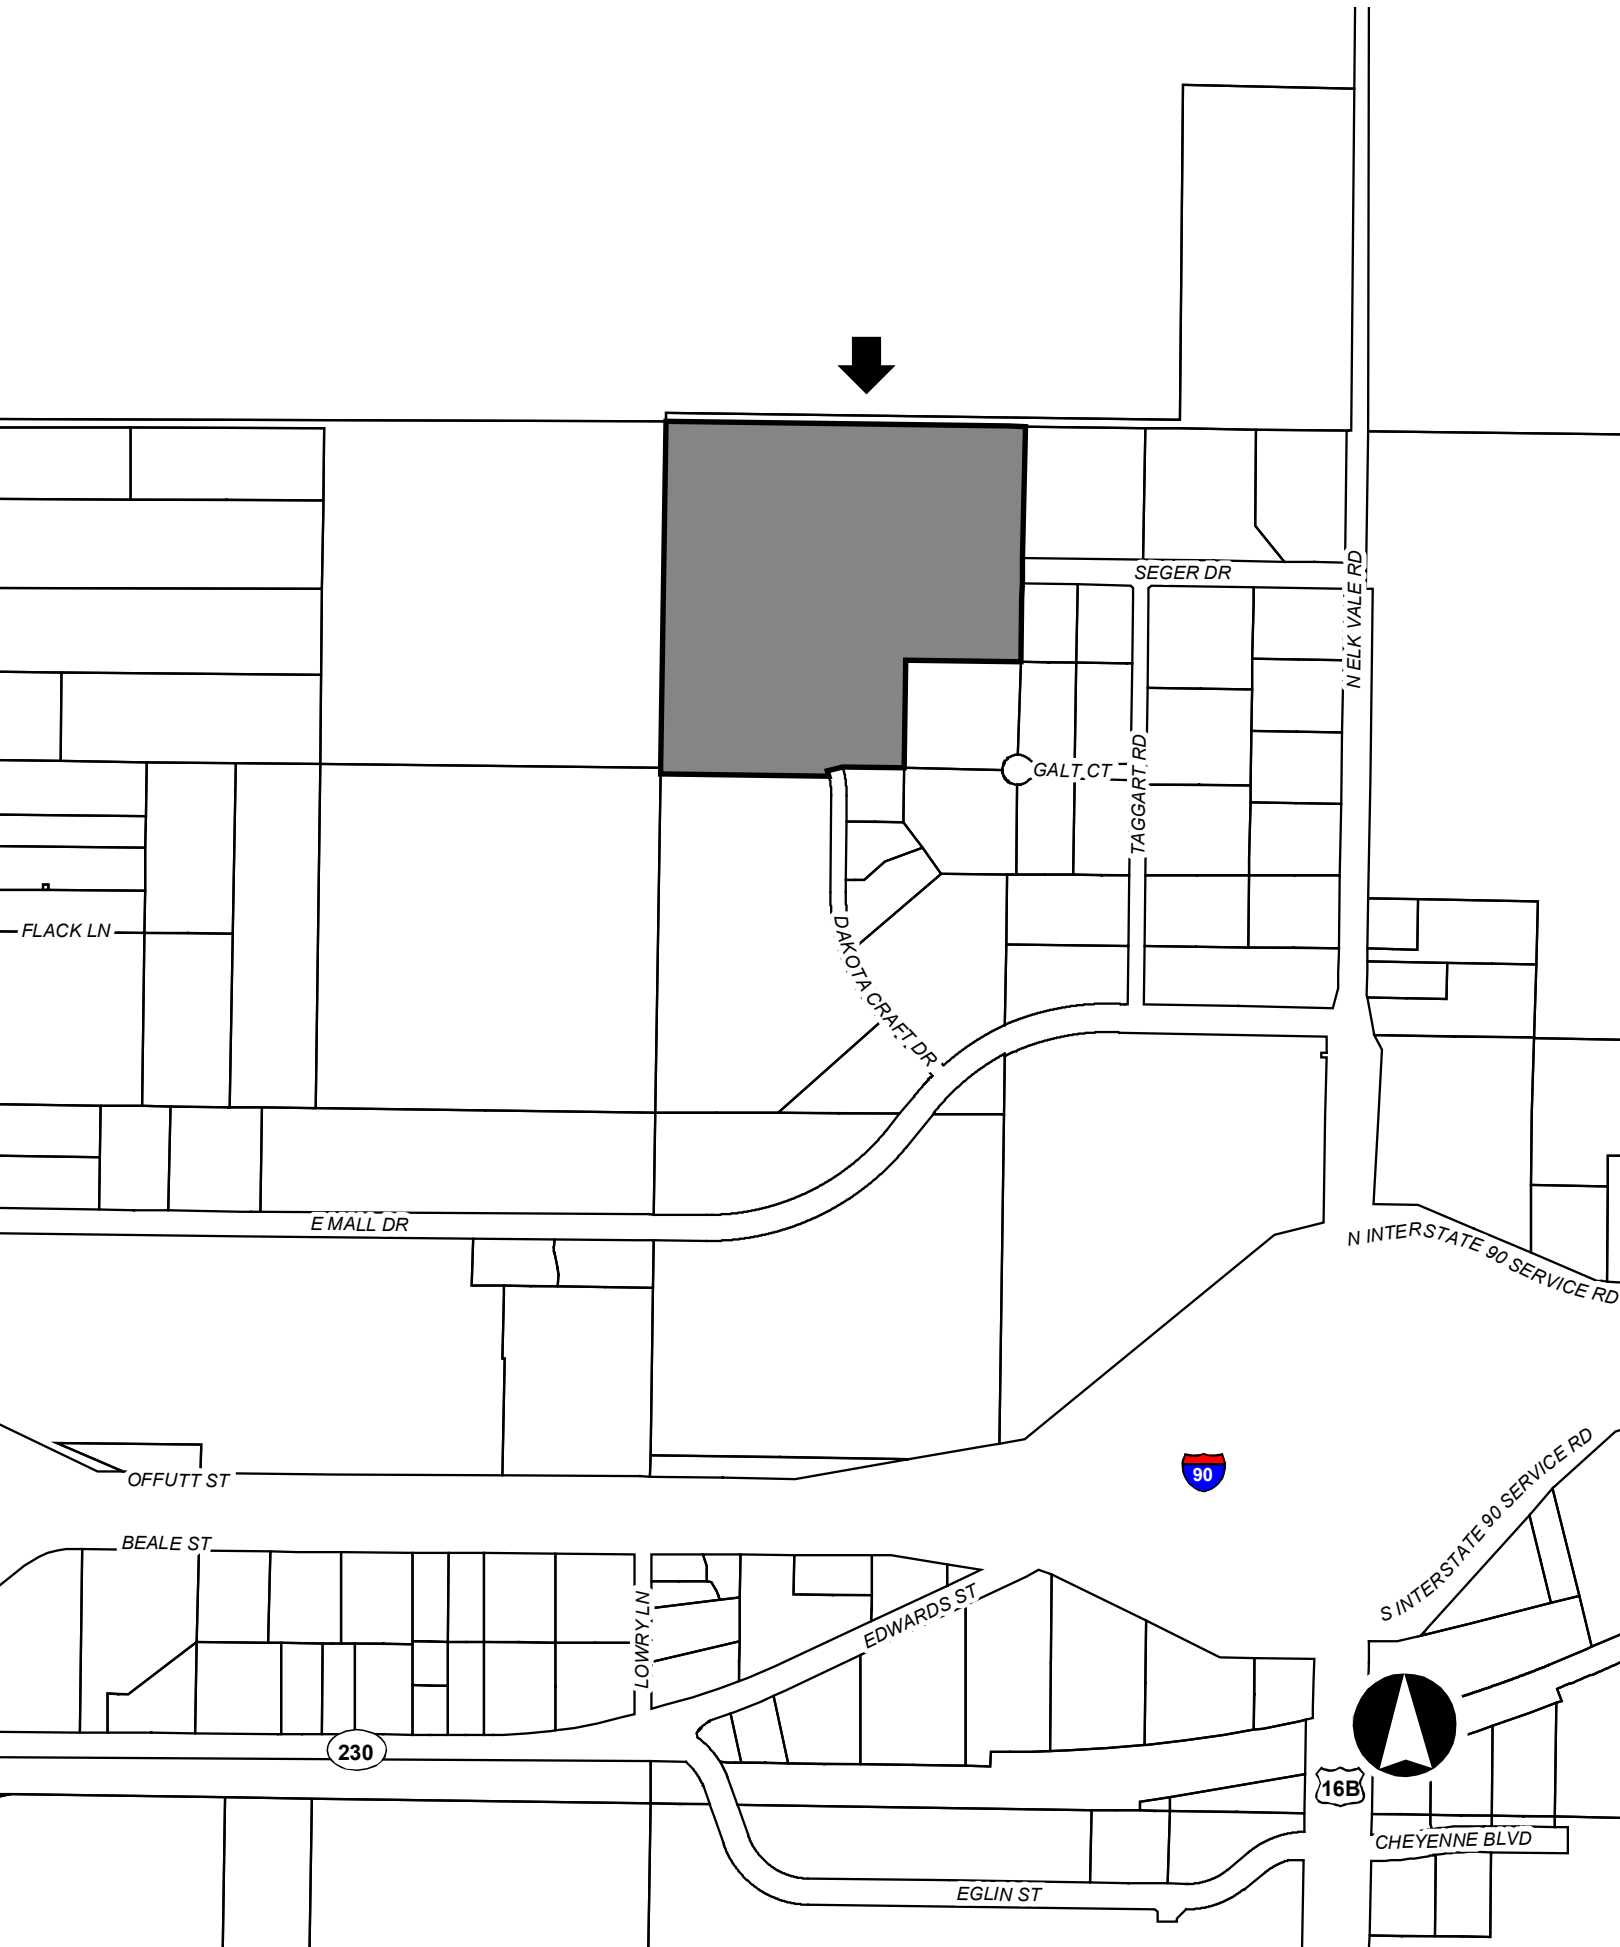 SEGER DR
N ELK VALE RD
GALT CT
TAGGART RD
FLACK LN
DAKOTA CRAFT DR
E MALL DR
N INTERSTATE 90 SERVICE RD
OFFUTT ST
90
S INTERSTATE 90 SERVICE RD
BEALE ST
LOWRY LN
EDWARDS ST
230
16B
CHEYENNE BLVD
EGLIN ST